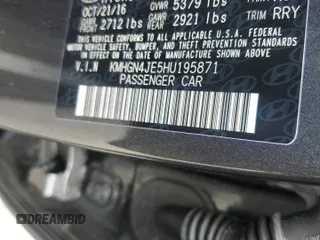 OCT/21/16 GVWR 5379 lbs
2712 lbs 2921 lbs TRIM RRY
THIS VEHICLE CONFORMS TO ALL APPLICABLE
U.S.A. FEDERAL MOTOR VEHICLE SAFETY, BUMPER,
AND THEFT PREVENTION STANDARDS IN EFFECT ON
THE DATE OF MANUFACTURE SHOWN ABOVE.
V.I.N KMHGN4JE5HU195871
PASSENGER CAR
DREAMBID